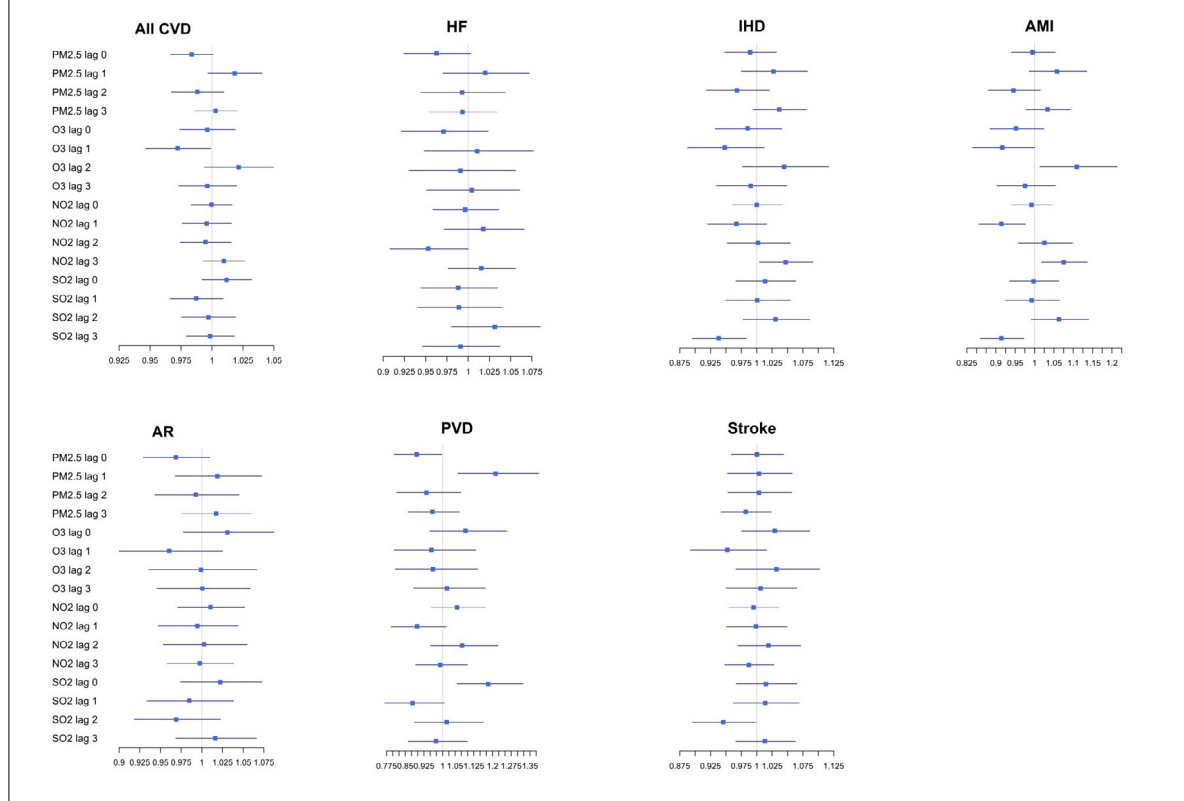 All CVD HF IHD AMI
PM2.5 lag 0
PM2.5 lag 1
PM2.5 lag 2
PM2.5 lag 3
O3 lag 0
O3 lag 1
O3 lag 2
O3 lag 3
NO2 lag 0
NO2 lag 1
NO2 lag 2
NO2 lag 3
SO2 lag 0
SO2 lag 1
SO2 lag 2
SO2 lag 3
0.925 0.95 0.975 1 1.025 1.05
0.9 0.925 0.95 0.975 1 1.025 1.05 1.075
0.875 0.925 0.975 1 1.025 1.075 1.125
0.825 0.9 0.95 1 1.05 1.1 1.15 1.2
AR PVD Stroke
PM2.5 lag 0
PM2.5 lag 1
PM2.5 lag 2
PM2.5 lag 3
O3 lag 0
O3 lag 1
O3 lag 2
O3 lag 3
NO2 lag 0
NO2 lag 1
NO2 lag 2
NO2 lag 3
SO2 lag 0
SO2 lag 1
SO2 lag 2
SO2 lag 3
0.9 0.925 0.95 0.975 1 1.025 1.05 1.075
0.775 0.85 0.925 1 1.05 1.125 1.2 1.275 1.35
0.875 0.925 0.975 1 1.025 1.075 1.125